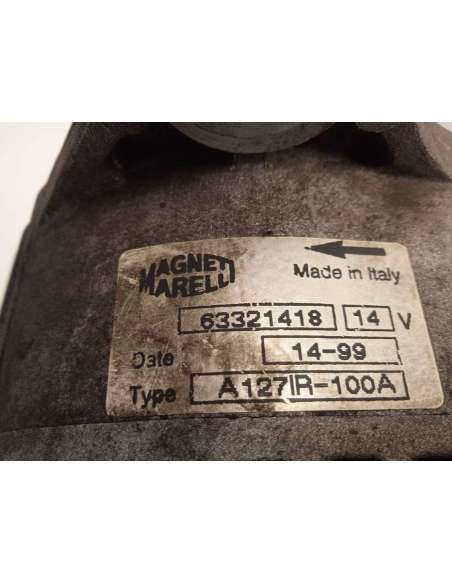 MAGNETI
MARELLI
Made in Italy
63321418 14 V
Date 14-99
Type A127IR-100A